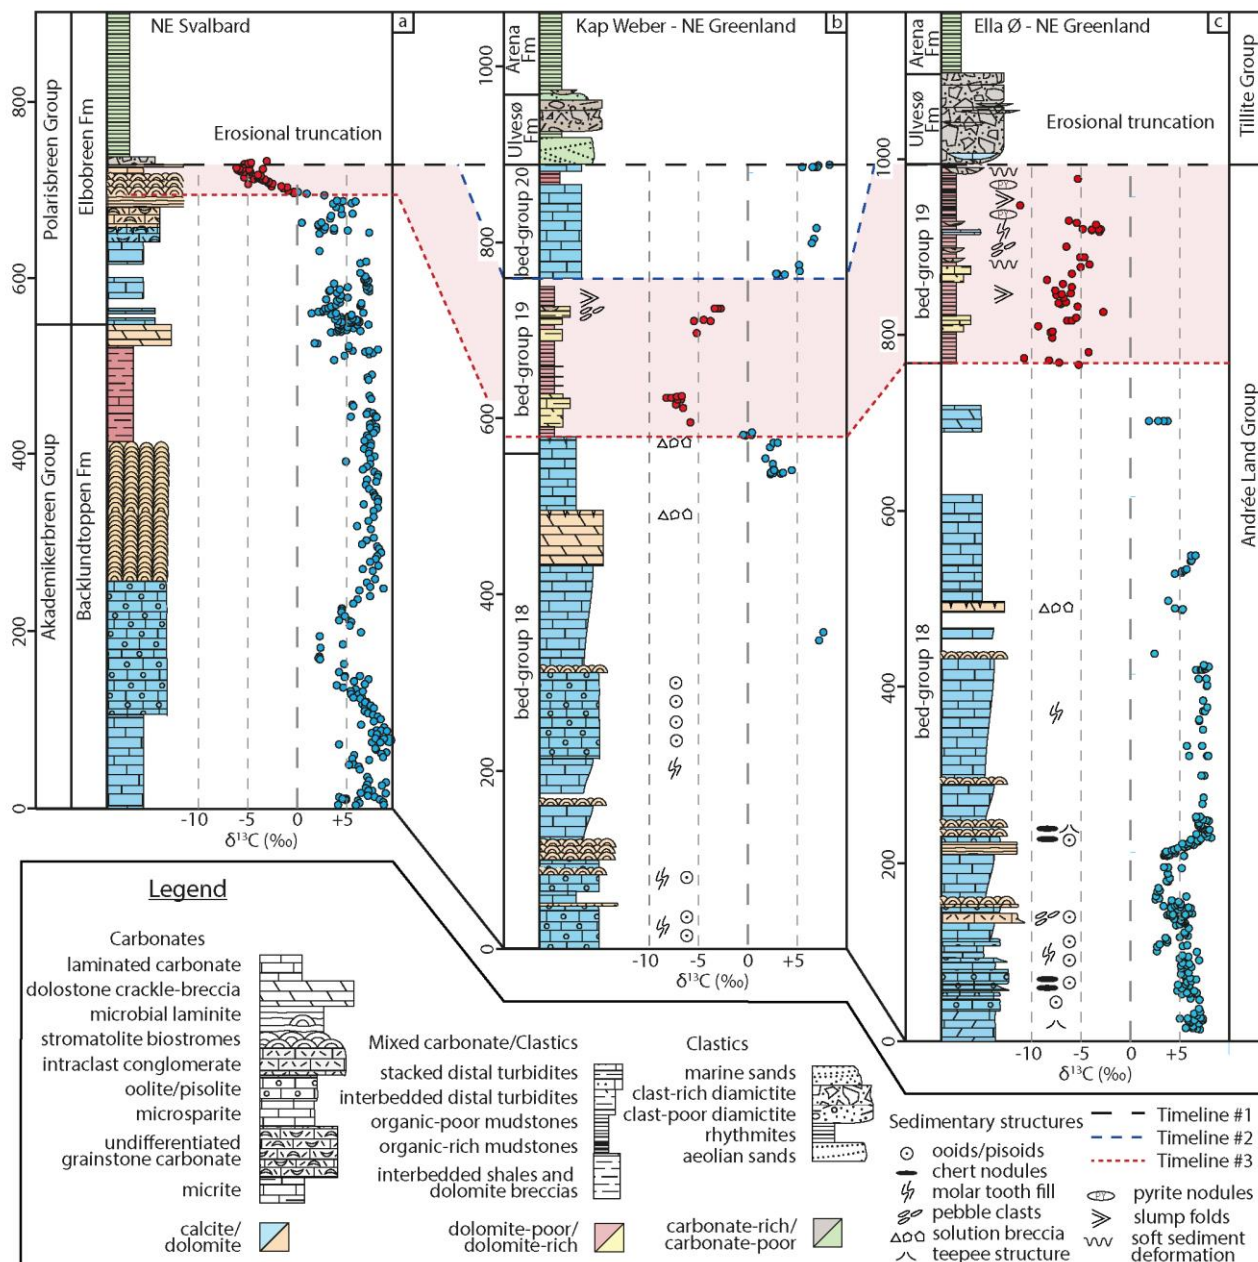 NE Svalbard
a
Polarisbreen Group
Elbobreen Fm
Akademikerbreen Group
Backlundtoppen Fm
800
600
400
200
0
Erosional truncation
-10
-5
0
+5
δ¹³C (‰)
Kap Weber - NE Greenland
b
Arena Fm
Ulvesø Fm
bed-group 20
bed-group 19
bed-group 18
1000
800
600
400
200
0
-10
-5
0
+5
δ¹³C (‰)
Ella Ø - NE Greenland
c
Arena Fm
Ulvesø Fm
bed-group 19
bed-group 18
Tillite Group
Andrée Land Group
1000
800
600
400
200
0
Erosional truncation
PY
PY
-10
-5
0
+5
δ¹³C (‰)
Legend
Carbonates
laminated carbonate
dolostone crackle-breccia
microbial laminite
stromatolite biostromes
intraclast conglomerate
oolite/pisolite
microsparite
undifferentiated
grainstone carbonate
micrite
calcite/
dolomite
Mixed carbonate/Clastics
stacked distal turbidites
interbedded distal turbidites
organic-poor mudstones
organic-rich mudstones
interbedded shales and
dolomite breccias
dolomite-poor/
dolomite-rich
Clastics
marine sands
clast-rich diamictite
clast-poor diamictite
rhythmites
aeolian sands
carbonate-rich/
carbonate-poor
Sedimentary structures
ooids/pisoids
chert nodules
molar tooth fill
pebble clasts
solution breccia
teepee structure
Timeline #1
Timeline #2
Timeline #3
PY
pyrite nodules
slump folds
soft sediment
deformation